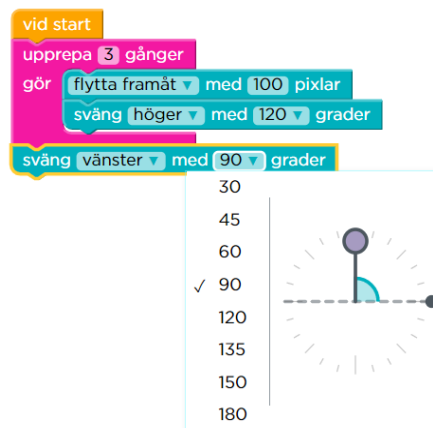 vid start
upprepa 3 gånger
gör flytta framåt ▼ med 100 pixlar
sväng höger ▼ med 120 ▼ grader
sväng vänster ▼ med 90 ▼ grader
30
45
60
✓ 90
120
135
150
180